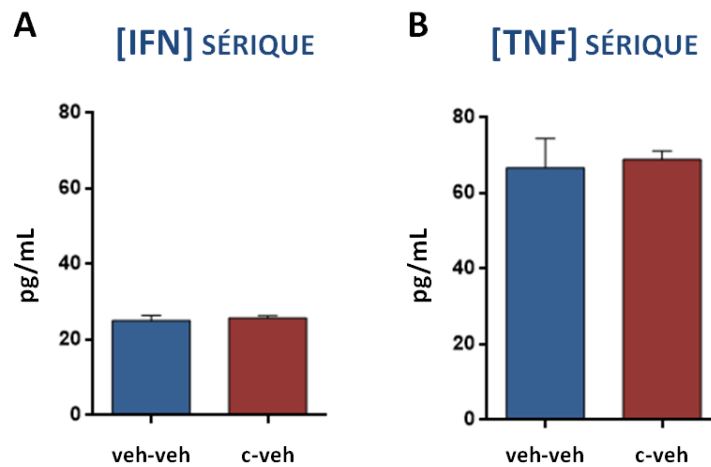 A
[IFN] SÉRIQUE
80
60
40
20
0
pg/mL
veh-veh c-veh
B
[TNF] SÉRIQUE
80
60
40
20
0
pg/mL
veh-veh c-veh